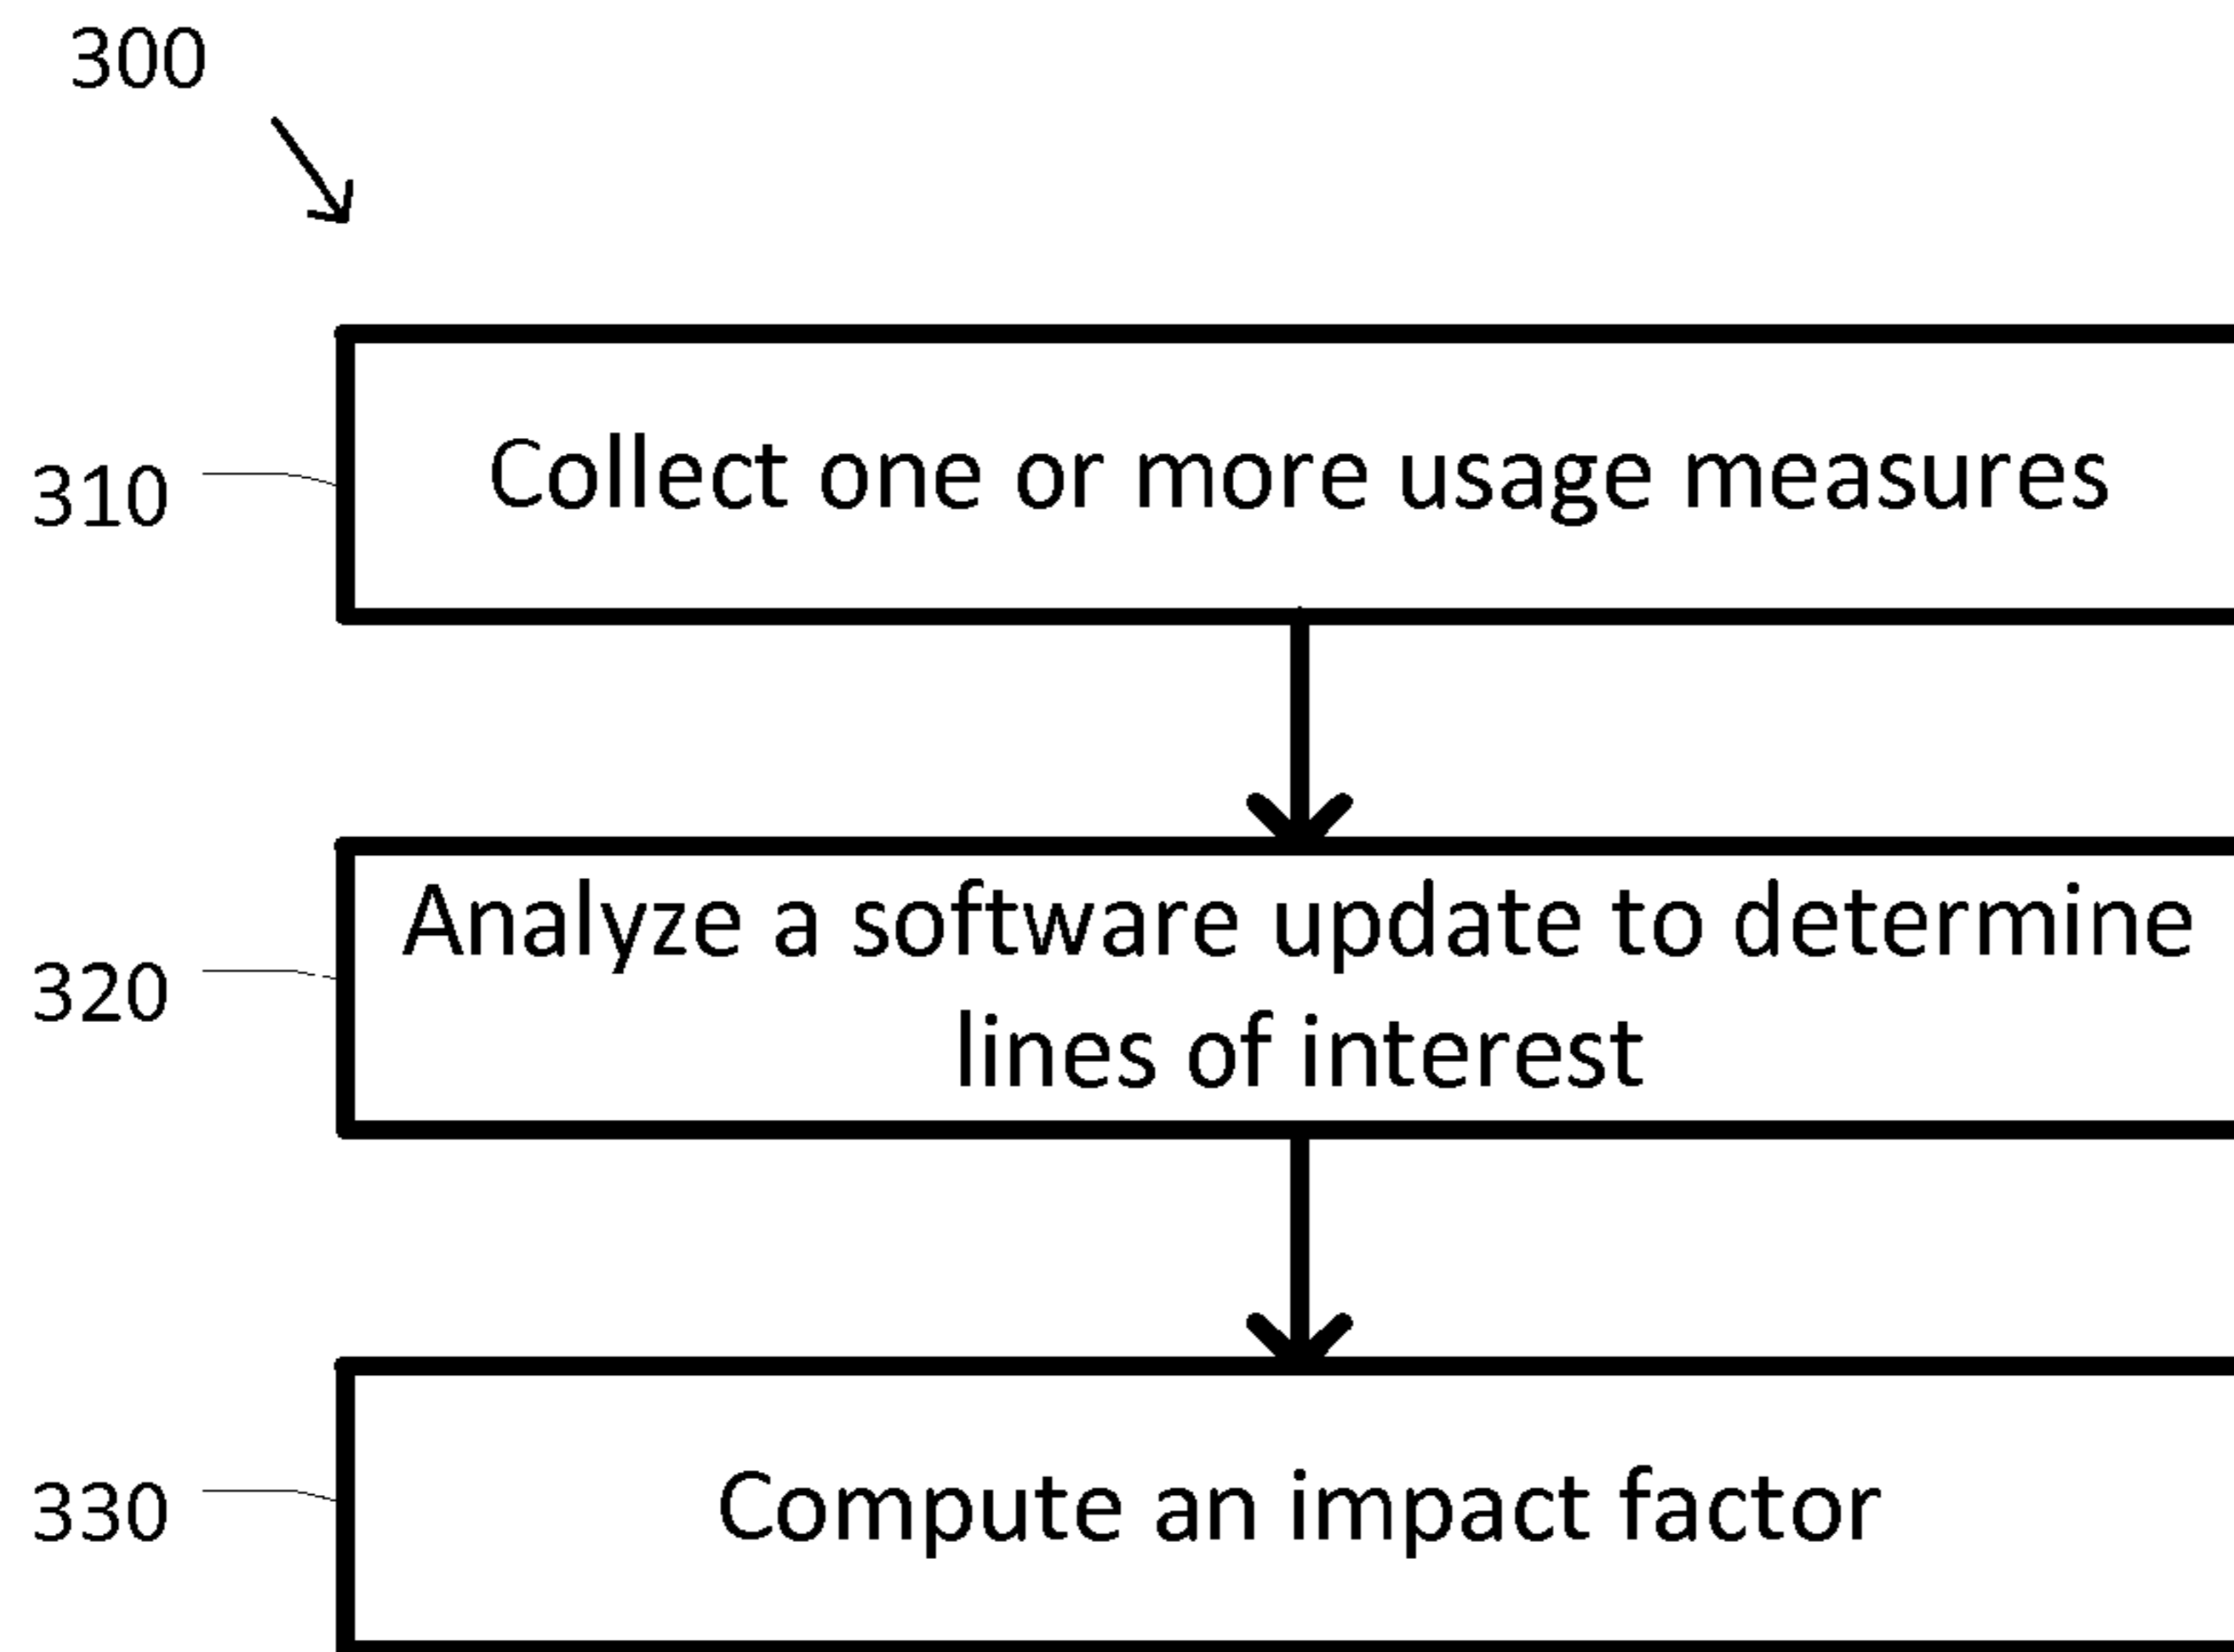 300
310
Collect one or more usage measures
320
Analyze a software update to determine
lines of interest
330
Compute an impact factor